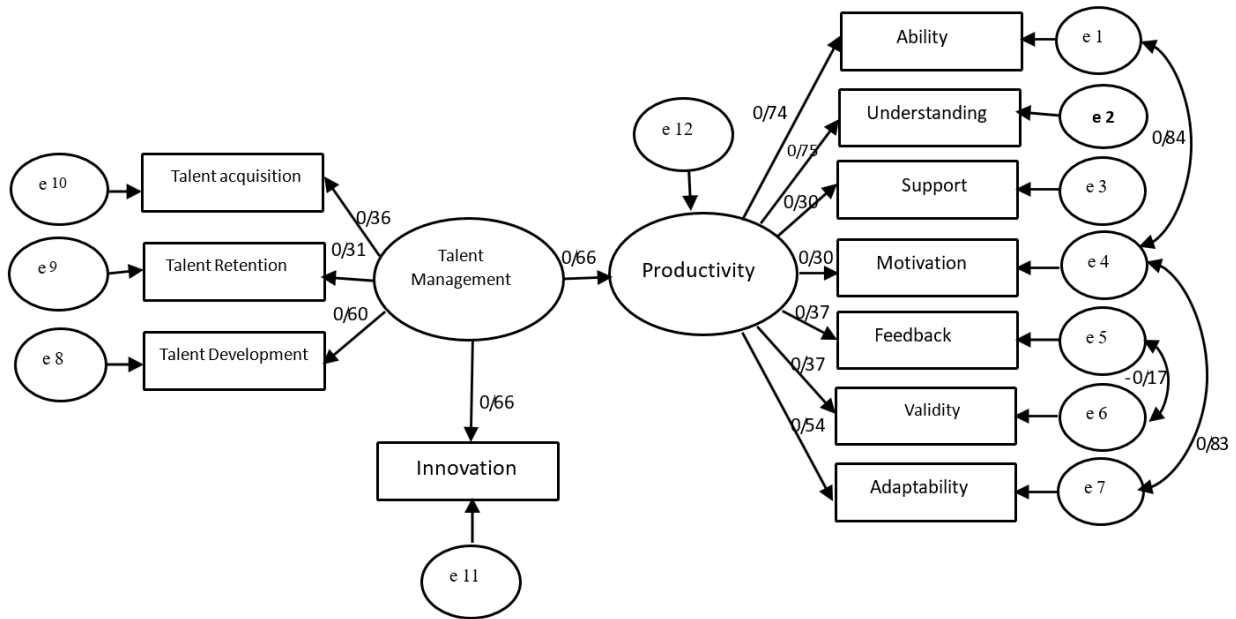 Ability
e 1
0/74
Understanding
e 2
e 12
0/75
0/84
e 10
Talent acquisition
Support
e 3
0/30
0/36
e 9
Talent Retention
0/31
Talent
Management
0/66
Productivity
0/30
Motivation
e 4
0/60
0/37
Feedback
e 5
e 8
Talent Development
0/37
-0/17
0/66
Validity
e 6
0/54
0/83
Innovation
Adaptability
e 7
e 11